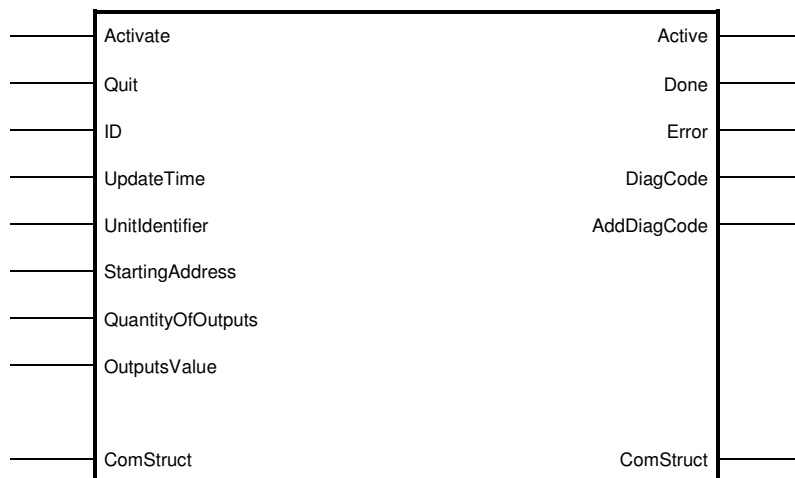 Activate Active
Quit Done
ID Error
UpdateTime DiagCode
UnitIdentifier AddDiagCode
StartingAddress
QuantityOfOutputs
OutputsValue
ComStruct ComStruct